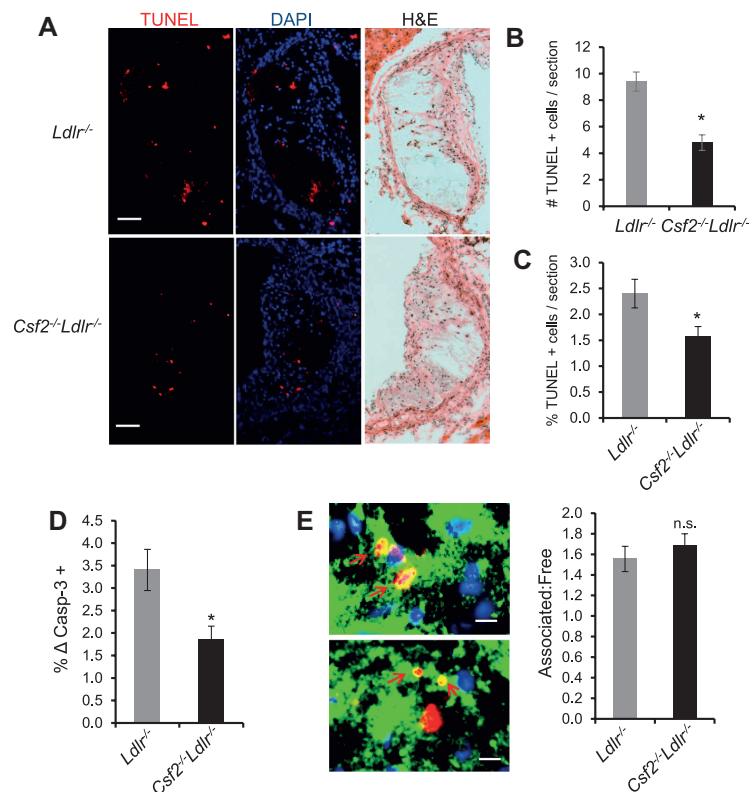 A
TUNEL
DAPI
H&E
Ldlr-/-
Csf2-/-Ldlr-/-
B
# TUNEL + cells / section
12
10
8
6
4
2
0
*
Ldlr-/- Csf2-/-Ldlr-/-
C
% TUNEL + cells / section
3.0
2.5
2.0
1.5
1.0
0.5
0.0
*
Ldlr-/-
Csf2-/-Ldlr-/-
D
% Δ Casp-3 +
4.5
4.0
3.5
3.0
2.5
2.0
1.5
1.0
0.5
0.0
*
Ldlr-/-
Csf2-/-Ldlr-/-
E
Associated:Free
2.0
1.8
1.6
1.4
1.2
1.0
0.8
0.6
0.4
0.2
0.0
n.s.
Ldlr-/-
Csf2-/-Ldlr-/-